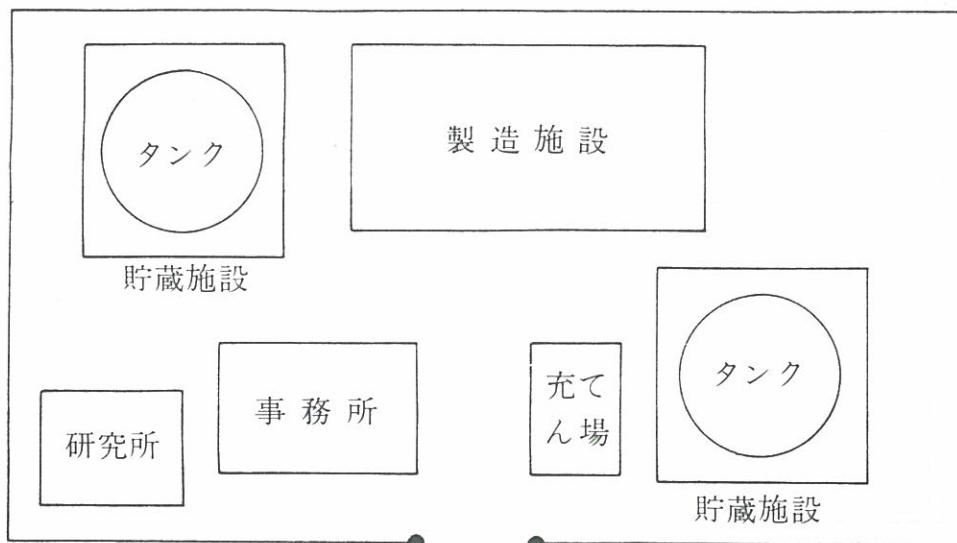 タンク
製造施設
貯蔵施設
充て
ん場
タンク
事務所
研究所
貯蔵施設